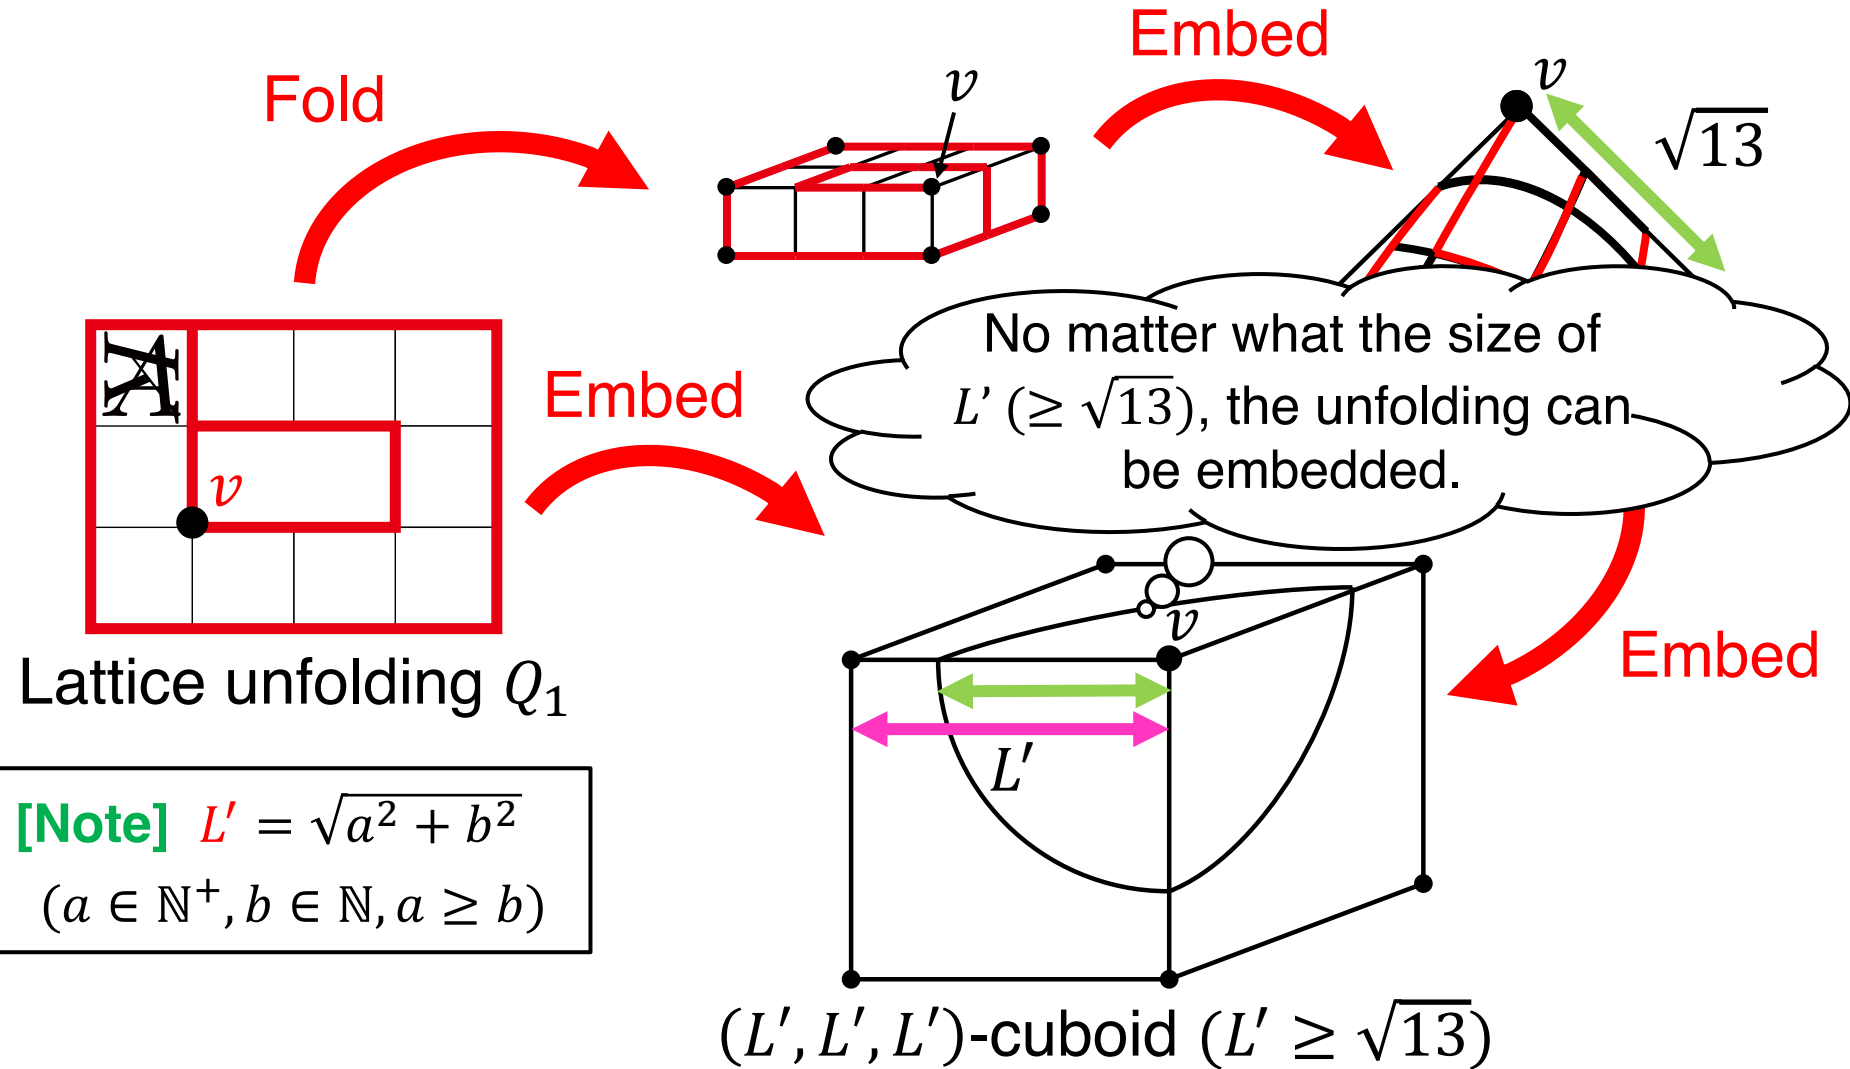 Embed
Fold
v
v
√13
No matter what the size of
L' (≥ √13), the unfolding can
be embedded.
A
Embed
v
v
Embed
Lattice unfolding Q₁
L′
[Note] L′ = √(a² + b²)
(a ∈ ℕ⁺, b ∈ ℕ, a ≥ b)
(L′, L′, L′)-cuboid (L′ ≥ √13)